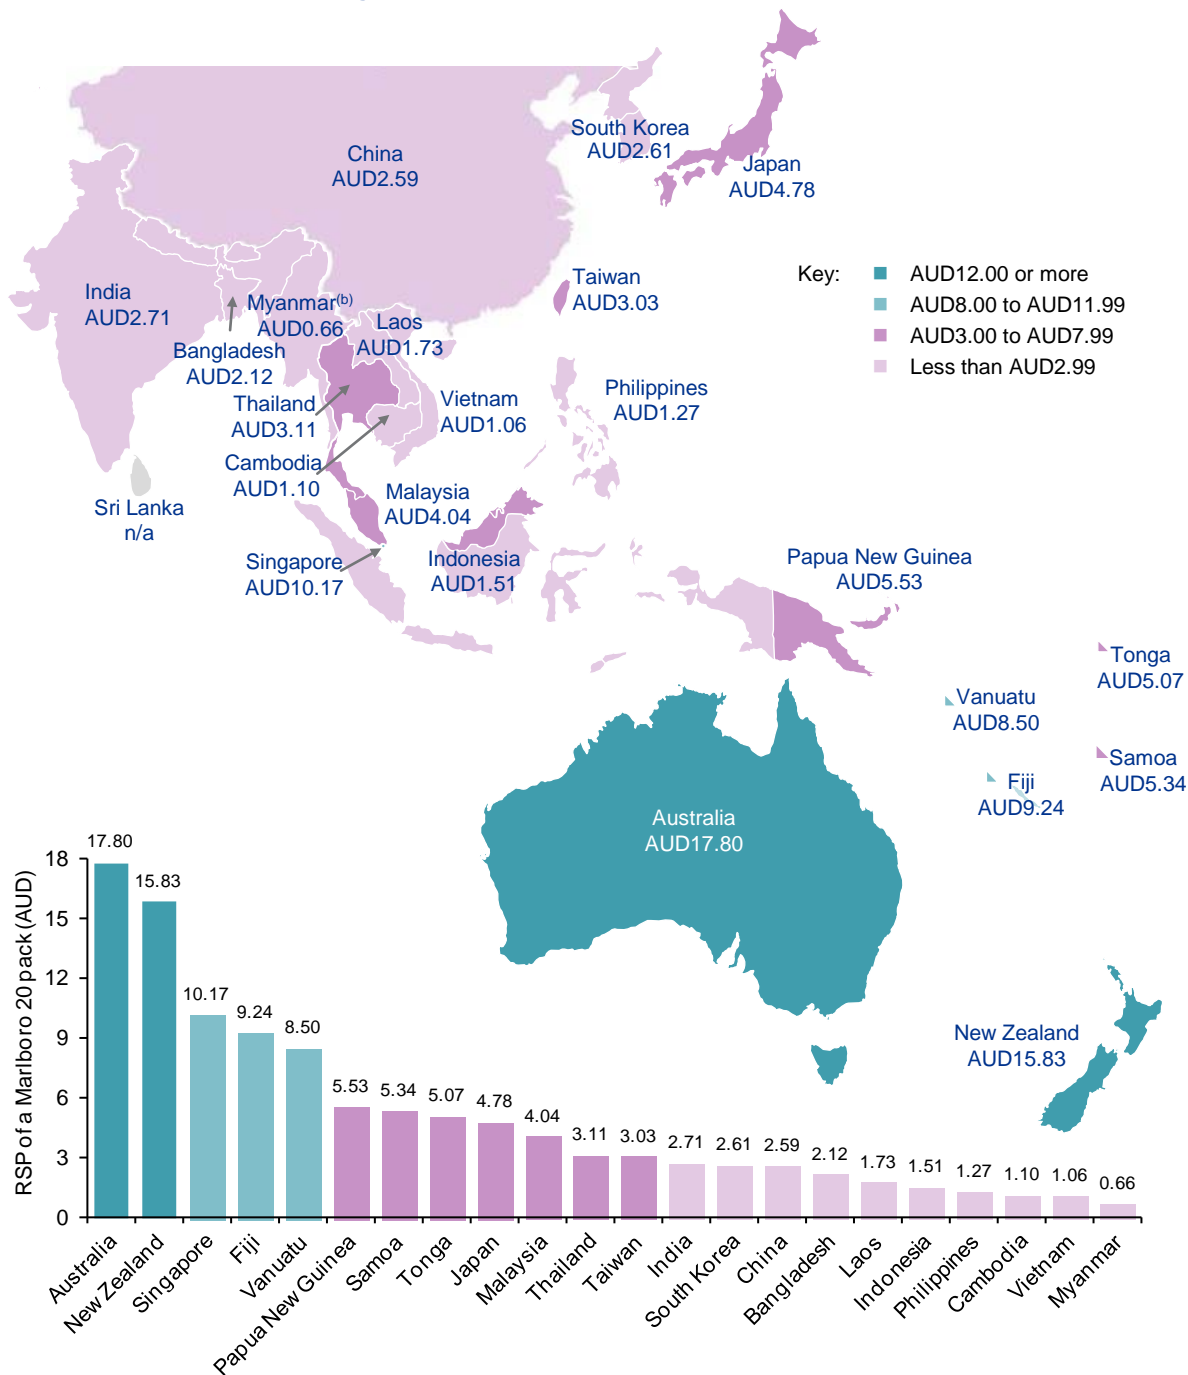 South Korea
AUD2.61
China
AUD2.59
Japan
AUD4.78
Key:
AUD12.00 or more
AUD8.00 to AUD11.99
AUD3.00 to AUD7.99
Less than AUD2.99
Taiwan
AUD3.03
India
AUD2.71
Myanmar(b)
AUD0.66
Laos
AUD1.73
Bangladesh
AUD2.12
Thailand
AUD3.11
Vietnam
AUD1.06
Philippines
AUD1.27
Cambodia
AUD1.10
Sri Lanka
n/a
Malaysia
AUD4.04
Singapore
AUD10.17
Indonesia
AUD1.51
Papua New Guinea
AUD5.53
Tonga
AUD5.07
Vanuatu
AUD8.50
Samoa
AUD5.34
Fiji
AUD9.24
Australia
AUD17.80
New Zealand
AUD15.83
RSP of a Marlboro 20 pack (AUD)
18
15
12
9
6
3
0
17.80
15.83
10.17
9.24
8.50
5.53
5.34
5.07
4.78
4.04
3.11
3.03
2.71
2.61
2.59
2.12
1.73
1.51
1.27
1.10
1.06
0.66
Australia
New Zealand
Singapore
Fiji
Vanuatu
Papua New Guinea
Samoa
Tonga
Japan
Malaysia
Thailand
Taiwan
India
South Korea
China
Bangladesh
Laos
Indonesia
Philippines
Cambodia
Vietnam
Myanmar